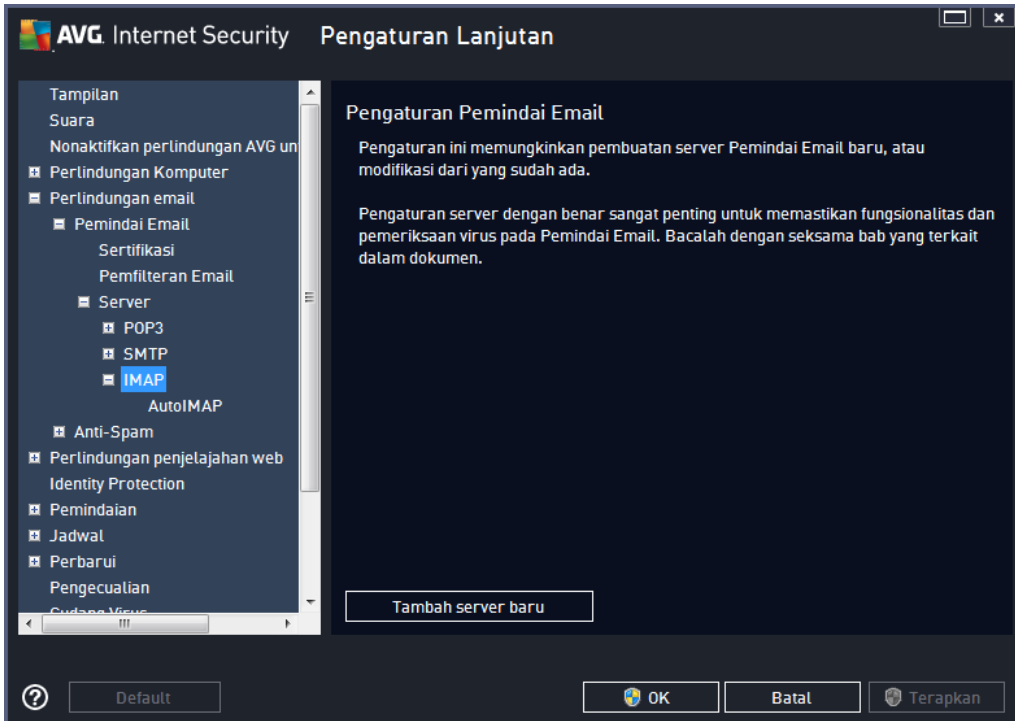 AVG. Internet Security
Pengaturan Lanjutan
Tampilan
Suara
Nonaktifkan perlindungan AVG un
Perlindungan Komputer
Perlindungan email
Pemindai Email
Sertifikasi
Pemfilteran Email
Server
POP3
SMTP
IMAP
AutoIMAP
Anti-Spam
Perlindungan penjelajahan web
Identity Protection
Pemindaian
Jadwal
Perbarui
Pengecualian
Gudang Virus
Pengaturan Pemindai Email
Pengaturan ini memungkinkan pembuatan server Pemindai Email baru, atau
modifikasi dari yang sudah ada.
Pengaturan server dengan benar sangat penting untuk memastikan fungsionalitas dan
pemeriksaan virus pada Pemindai Email. Bacalah dengan seksama bab yang terkait
dalam dokumen.
Tambah server baru
Default
OK
Batal
Terapkan